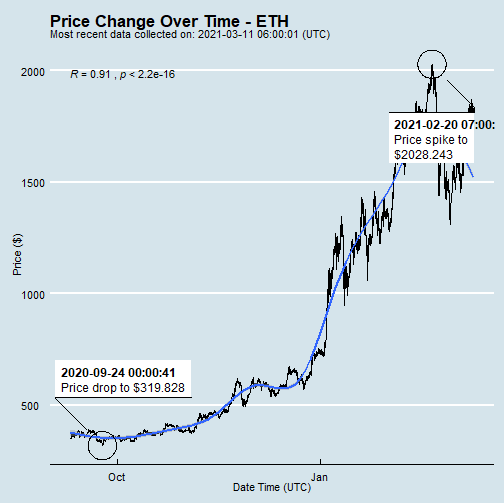 Price Change Over Time - ETH
Most recent data collected on: 2021-03-11 06:00:01 (UTC)
2000
R = 0.91 , p < 2.2e-16
2021-02-20 07:00:
Price spike to
$2028.243
1500
Price ($)
1000
2020-09-24 00:00:41
Price drop to $319.828
500
Oct
Jan
Date Time (UTC)